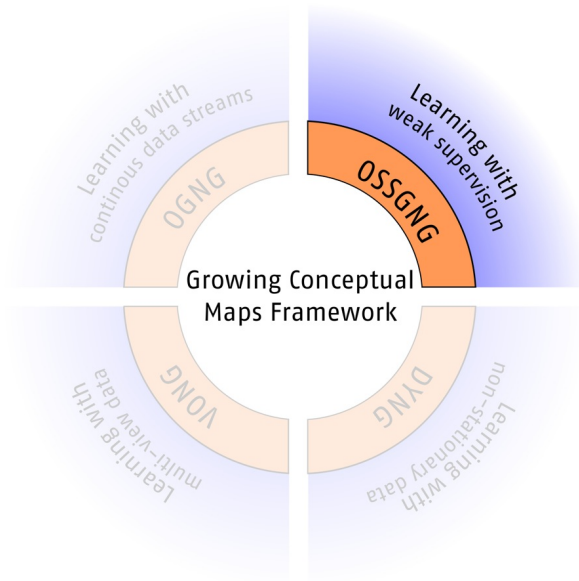 Learning with
continous data streams
OGNG
Learning with
weak supervision
OSSGNG
Growing Conceptual
Maps Framework
VONG
Learning with
multi-view data
DYNG
Learning with
non-stationary data